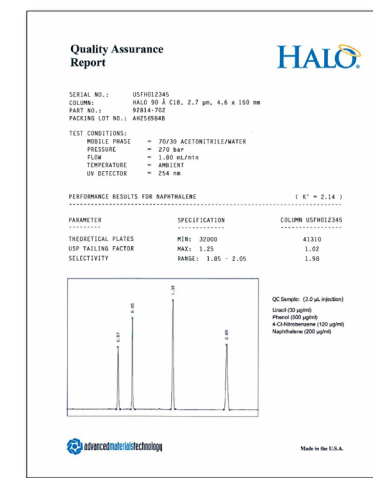 Quality Assurance
Report
HALO.
SERIAL NO.: USFH012345
COLUMN: HALO 90 Å C18, 2.7 µm, 4.6 x 150 mm
PART NO.: 92814-702
PACKING LOT NO.: AH258984B
TEST CONDITIONS:
MOBILE PHASE = 70/30 ACETONITRILE/WATER
PRESSURE = 270 bar
FLOW = 1.80 mL/min
TEMPERATURE = AMBIENT
UV DETECTOR = 254 nm
PERFORMANCE RESULTS FOR NAPHTHALENE ( K' = 2.14 )
PARAMETER SPECIFICATION COLUMN USFH012345
THEORETICAL PLATES MIN: 32000 41310
USP TAILING FACTOR MAX: 1.25 1.02
SELECTIVITY RANGE: 1.85 - 2.05 1.98
QC Sample: (2.0 µL injection)
Uracil (30 µg/ml)
Phenol (800 µg/ml)
4-Cl-Nitrobenzene (120 µg/ml)
Naphthalene (200 µg/ml)
advancedmaterialstechnology
Made in the U.S.A.